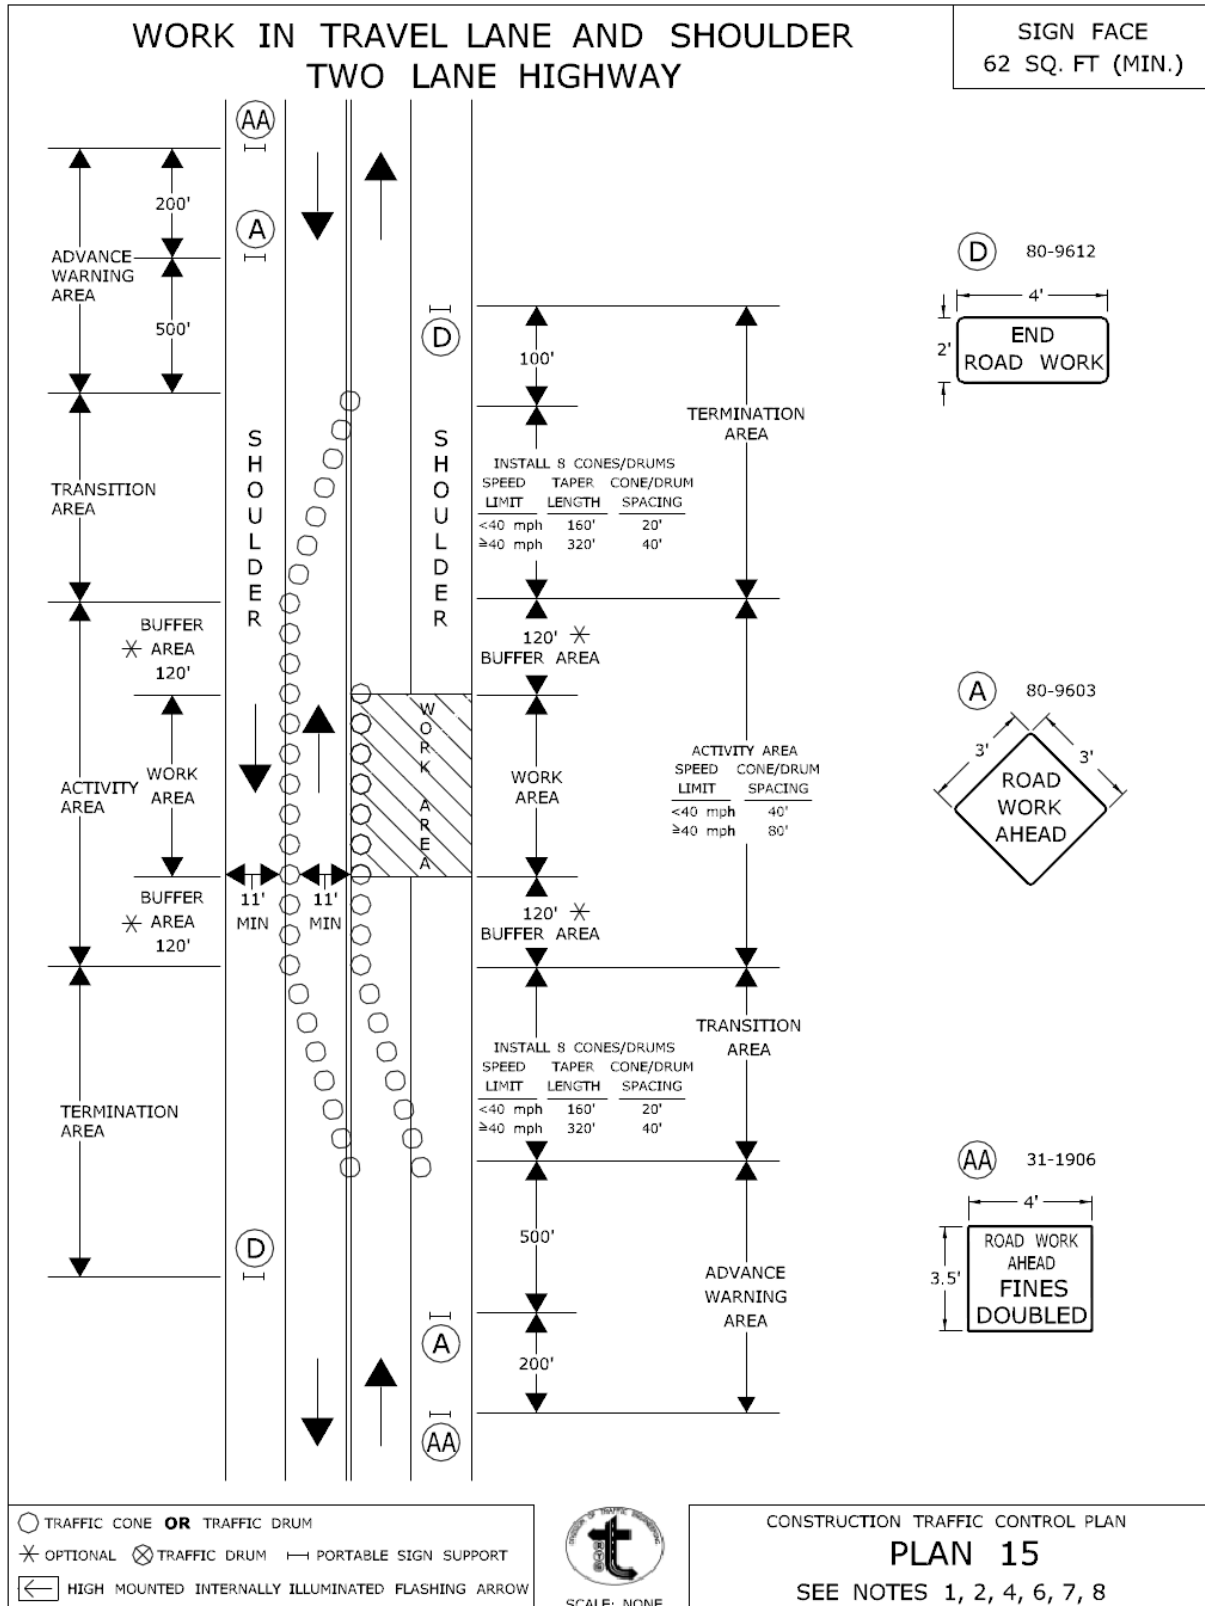 WORK IN TRAVEL LANE AND SHOULDER
TWO LANE HIGHWAY
SIGN FACE
62 SQ. FT (MIN.)
AA
200'
A
ADVANCE
WARNING
AREA
500'
D
100'
TERMINATION
AREA
SHOULDER
SHOULDER
TRANSITION
AREA
INSTALL 8 CONES/DRUMS
SPEED TAPER CONE/DRUM
LIMIT LENGTH SPACING
<40 mph 160' 20'
≥40 mph 320' 40'
BUFFER
AREA
120'
120'
BUFFER AREA
WORK AREA
ACTIVITY
AREA
WORK
AREA
WORK
AREA
ACTIVITY AREA
SPEED CONE/DRUM
LIMIT SPACING
<40 mph 40'
≥40 mph 80'
11'
MIN
11'
MIN
BUFFER
AREA
120'
120'
BUFFER AREA
TRANSITION
AREA
INSTALL 8 CONES/DRUMS
SPEED TAPER CONE/DRUM
LIMIT LENGTH SPACING
<40 mph 160' 20'
≥40 mph 320' 40'
TERMINATION
AREA
D
500'
ADVANCE
WARNING
AREA
A
200'
AA
D 80-9612
4'
2'
END
ROAD WORK
A 80-9603
3' 3'
ROAD
WORK
AHEAD
AA 31-1906
4'
3.5'
ROAD WORK
AHEAD
FINES
DOUBLED
TRAFFIC CONE OR TRAFFIC DRUM
OPTIONAL TRAFFIC DRUM PORTABLE SIGN SUPPORT
HIGH MOUNTED INTERNALLY ILLUMINATED FLASHING ARROW
DIVISION OF TRAFFIC ENGINEERING
SCALE: NONE
CONSTRUCTION TRAFFIC CONTROL PLAN
PLAN 15
SEE NOTES 1, 2, 4, 6, 7, 8